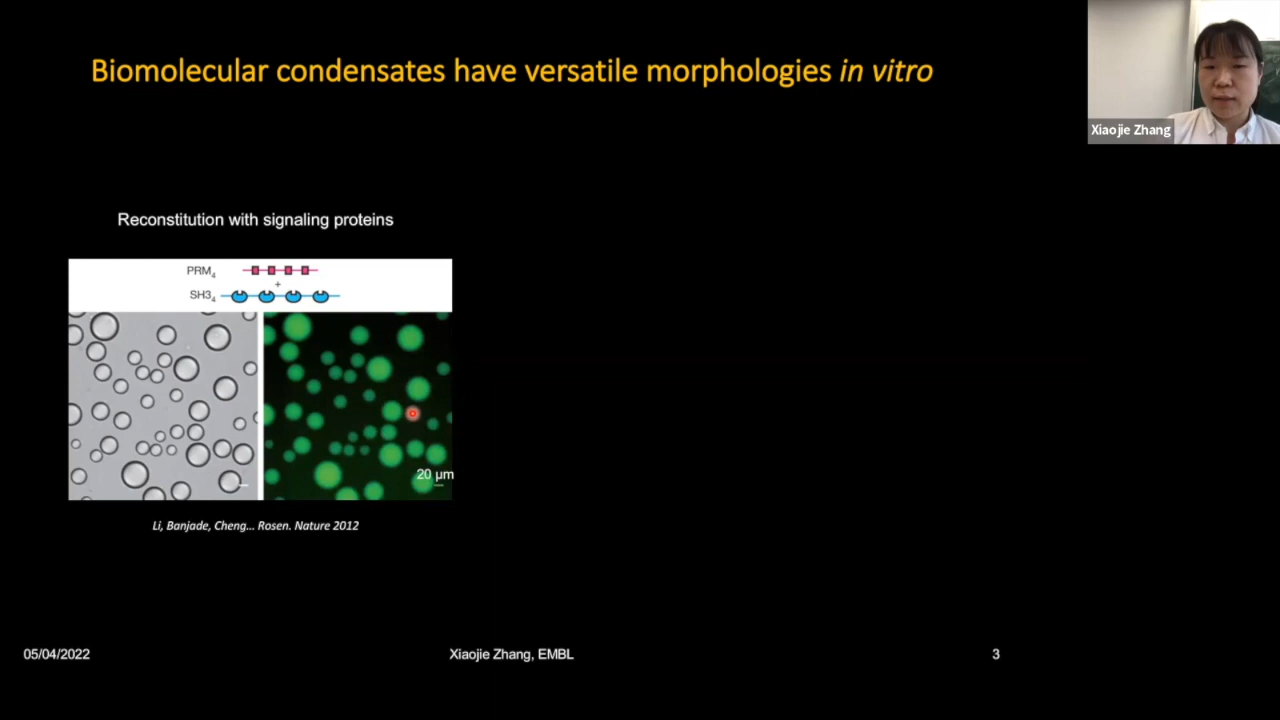 Biomolecular condensates have versatile morphologies in vitro
Xiaojie Zhang
Reconstitution with signaling proteins
PRM4
+
SH34
20 µm
Li, Banjade, Cheng... Rosen. Nature 2012
05/04/2022
Xiaojie Zhang, EMBL
3